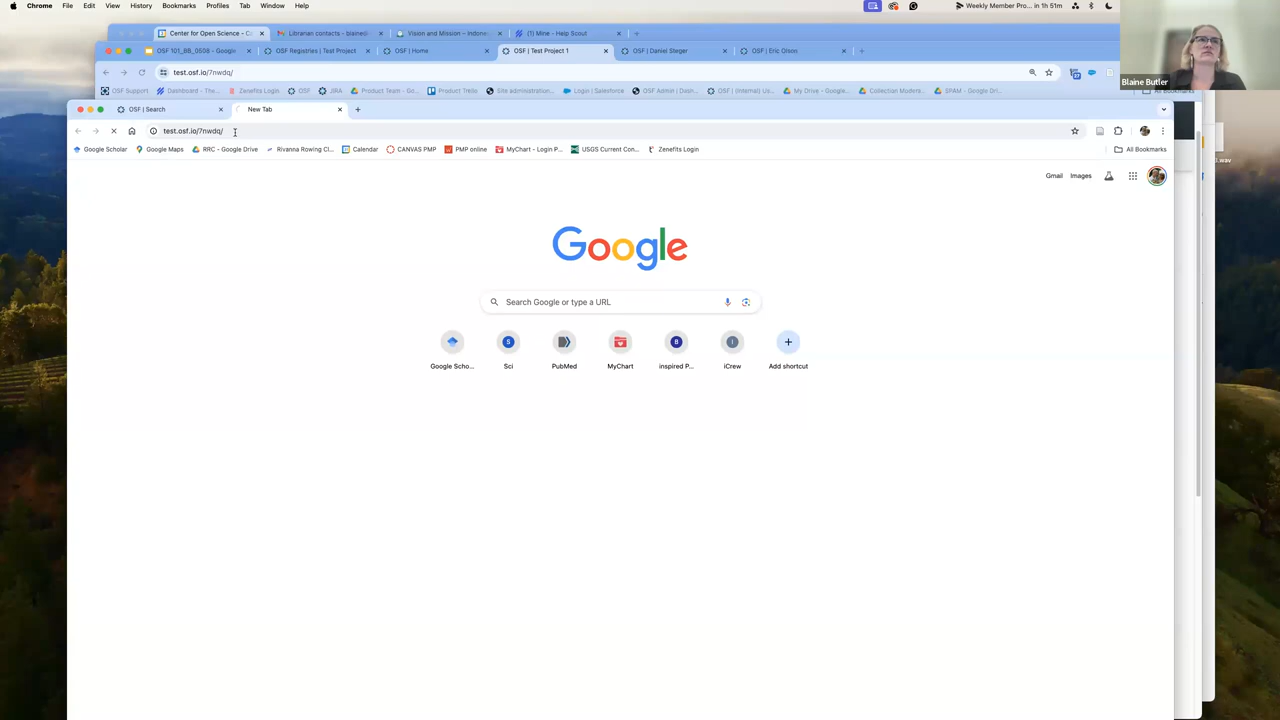 Chrome File Edit View History Bookmarks Profiles Tab Window Help Weekly Member Pro... in 1h 51m
Center for Open Science - C Librarian contacts - blaine@ Vision and Mission – Indones (1) Mine - Help Scout
OSF 101_BB_0508 - Google OSF Registries | Test Project OSF | Home OSF | Test Project 1 OSF | Daniel Steger OSF | Eric Olson
test.osf.io/7nwdq/
OSF Support Dashboard - The... Zenefits Login OSF JIRA Product Team - Go... Product Trello Site administration... Login | Salesforce OSF Admin | Dash... OSF | (Internal) Us... My Drive - Google... Collection Modera... SPAM - Google Dri...
All Bookmarks
Blaine Butler
OSF | Search New Tab
test.osf.io/7nwdq/
Google Scholar Google Maps RRC - Google Drive Rivanna Rowing Cl... Calendar CANVAS PMP PMP online MyChart - Login P... USGS Current Con... Zenefits Login All Bookmarks
Gmail Images
Google
Search Google or type a URL
S B I
Google Scho... Sci PubMed MyChart inspired P... iCrew Add shortcut